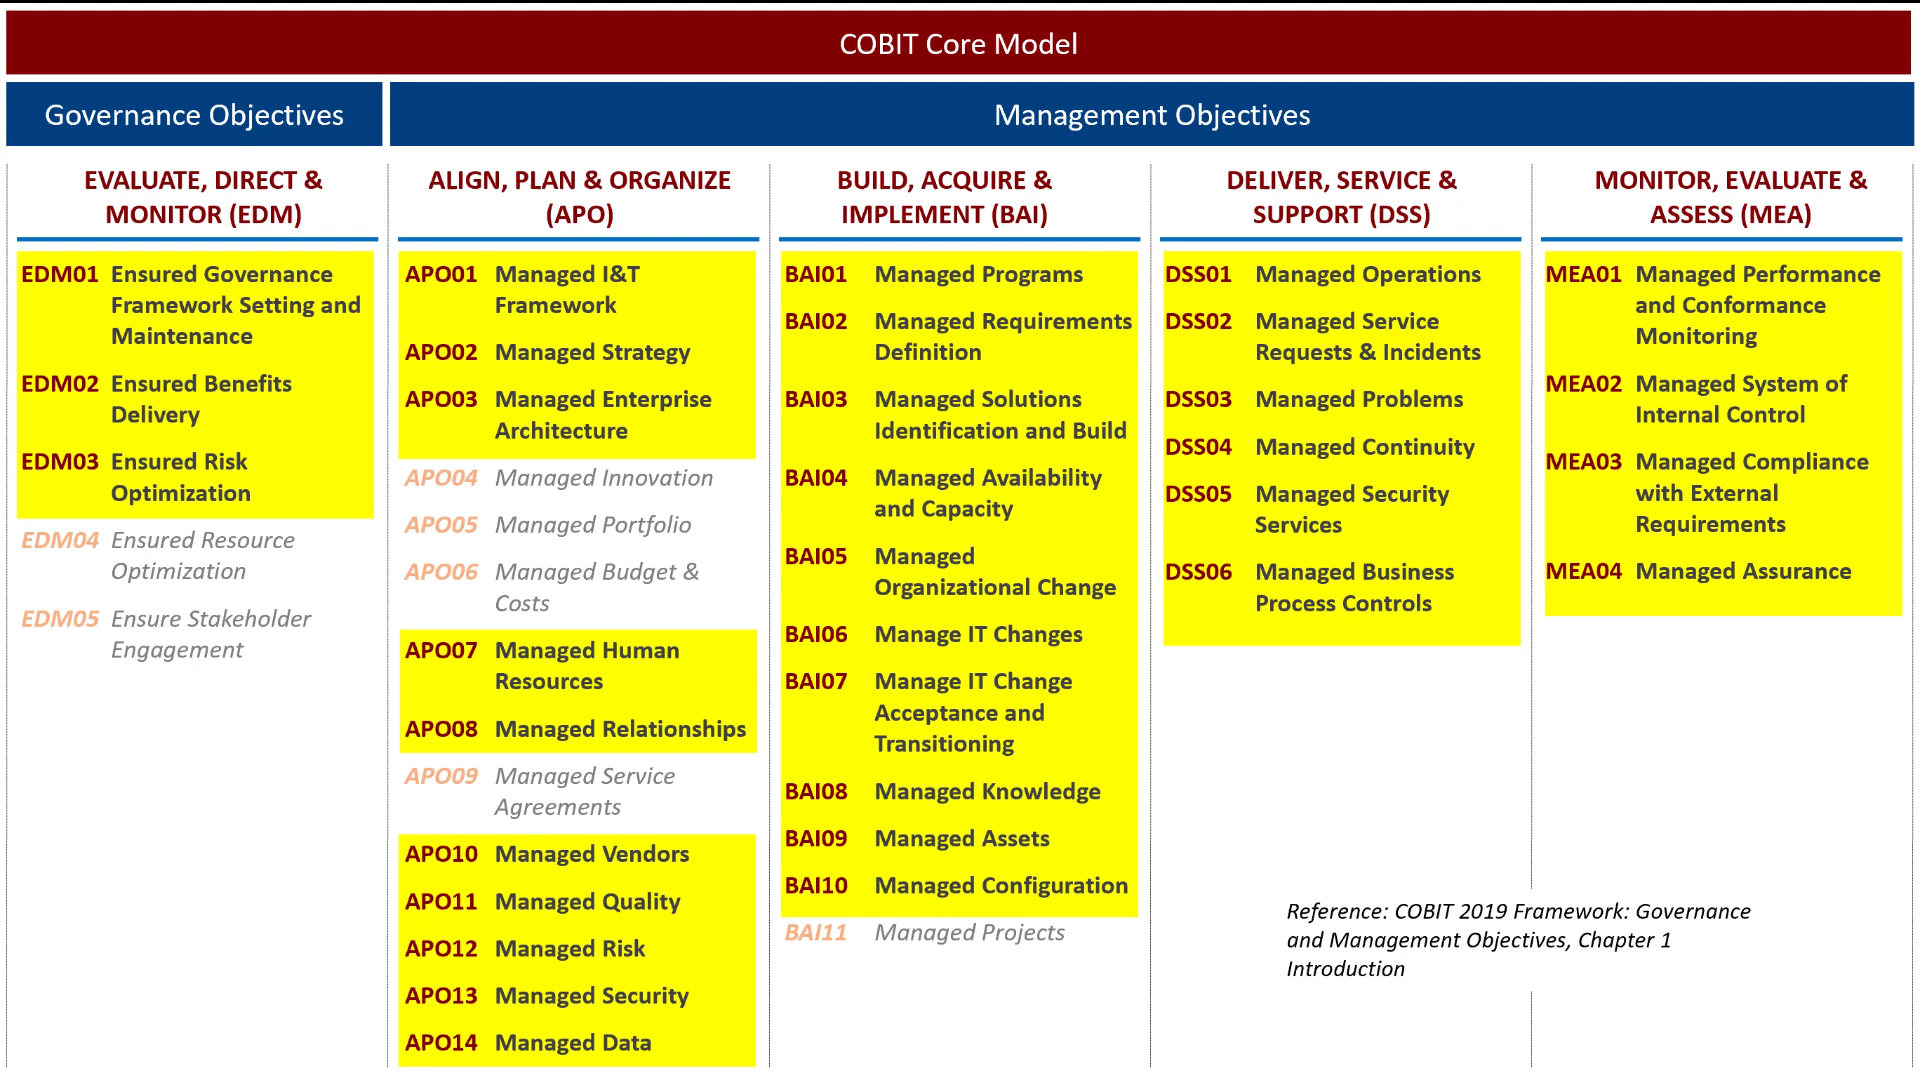 COBIT Core Model
Governance Objectives
Management Objectives
EVALUATE, DIRECT &
MONITOR (EDM)
EDM01 Ensured Governance
Framework Setting and
Maintenance
EDM02 Ensured Benefits
Delivery
EDM03 Ensured Risk
Optimization
EDM04 Ensured Resource
Optimization
EDM05 Ensure Stakeholder
Engagement
ALIGN, PLAN & ORGANIZE
(APO)
APO01 Managed I&T
Framework
APO02 Managed Strategy
APO03 Managed Enterprise
Architecture
APO04 Managed Innovation
APO05 Managed Portfolio
APO06 Managed Budget &
Costs
APO07 Managed Human
Resources
APO08 Managed Relationships
APO09 Managed Service
Agreements
APO10 Managed Vendors
APO11 Managed Quality
APO12 Managed Risk
APO13 Managed Security
APO14 Managed Data
BUILD, ACQUIRE &
IMPLEMENT (BAI)
BAI01 Managed Programs
BAI02 Managed Requirements
Definition
BAI03 Managed Solutions
Identification and Build
BAI04 Managed Availability
and Capacity
BAI05 Managed
Organizational Change
BAI06 Manage IT Changes
BAI07 Manage IT Change
Acceptance and
Transitioning
BAI08 Managed Knowledge
BAI09 Managed Assets
BAI10 Managed Configuration
BAI11 Managed Projects
DELIVER, SERVICE &
SUPPORT (DSS)
DSS01 Managed Operations
DSS02 Managed Service
Requests & Incidents
DSS03 Managed Problems
DSS04 Managed Continuity
DSS05 Managed Security
Services
DSS06 Managed Business
Process Controls
MONITOR, EVALUATE &
ASSESS (MEA)
MEA01 Managed Performance
and Conformance
Monitoring
MEA02 Managed System of
Internal Control
MEA03 Managed Compliance
with External
Requirements
MEA04 Managed Assurance
Reference: COBIT 2019 Framework: Governance
and Management Objectives, Chapter 1
Introduction